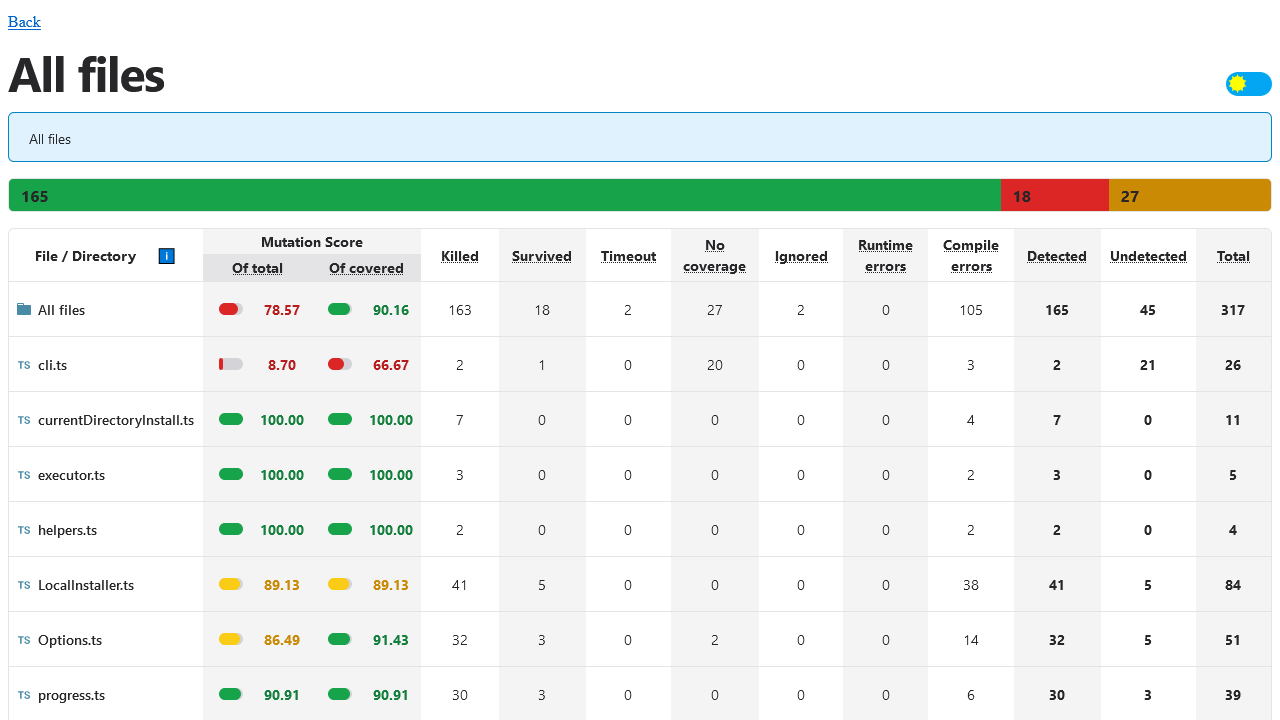 Back
All files
All files
165 18 27
File / Directory ℹ Mutation Score Killed Survived Timeout No coverage Ignored Runtime errors Compile errors Detected Undetected Total
Of total Of covered
All files 78.57 90.16 163 18 2 27 2 0 105 165 45 317
TS cli.ts 8.70 66.67 2 1 0 20 0 0 3 2 21 26
TS currentDirectoryInstall.ts 100.00 100.00 7 0 0 0 0 0 4 7 0 11
TS executor.ts 100.00 100.00 3 0 0 0 0 0 2 3 0 5
TS helpers.ts 100.00 100.00 2 0 0 0 0 0 2 2 0 4
TS LocalInstaller.ts 89.13 89.13 41 5 0 0 0 0 38 41 5 84
TS Options.ts 86.49 91.43 32 3 0 2 0 0 14 32 5 51
TS progress.ts 90.91 90.91 30 3 0 0 0 0 6 30 3 39